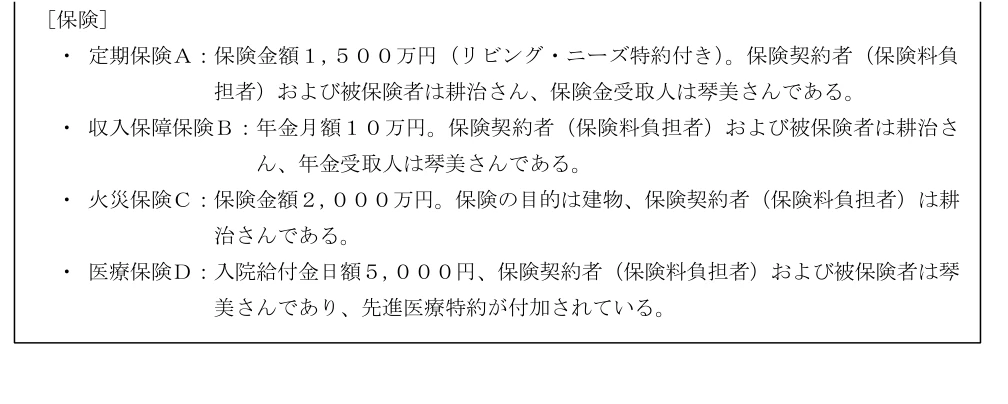 ［保険］
・ 定期保険Ａ：保険金額１，５００万円（リビング・ニーズ特約付き）。保険契約者（保険料負
担者）および被保険者は耕治さん、保険金受取人は琴美さんである。
・ 収入保障保険Ｂ：年金月額１０万円。保険契約者（保険料負担者）および被保険者は耕治さ
ん、年金受取人は琴美さんである。
・ 火災保険Ｃ：保険金額２，０００万円。保険の目的は建物、保険契約者（保険料負担者）は耕
治さんである。
・ 医療保険Ｄ：入院給付金日額５，０００円、保険契約者（保険料負担者）および被保険者は琴
美さんであり、先進医療特約が付加されている。